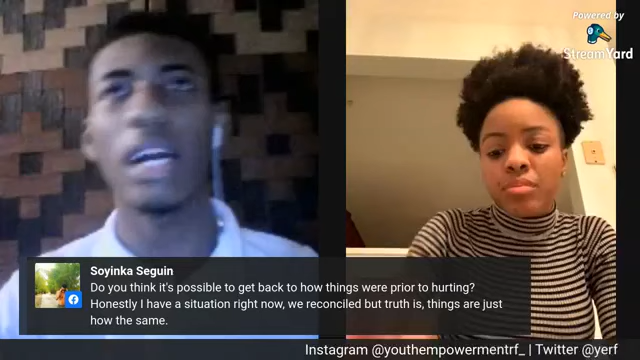 Powered by
StreamYard
Soyinka Seguin
Do you think it's possible to get back to how things were prior to hurting?
Honestly I have a situation right now, we reconciled but truth is, things are just
how the same.
Instagram @youthempowermentrf_ | Twitter @yerf